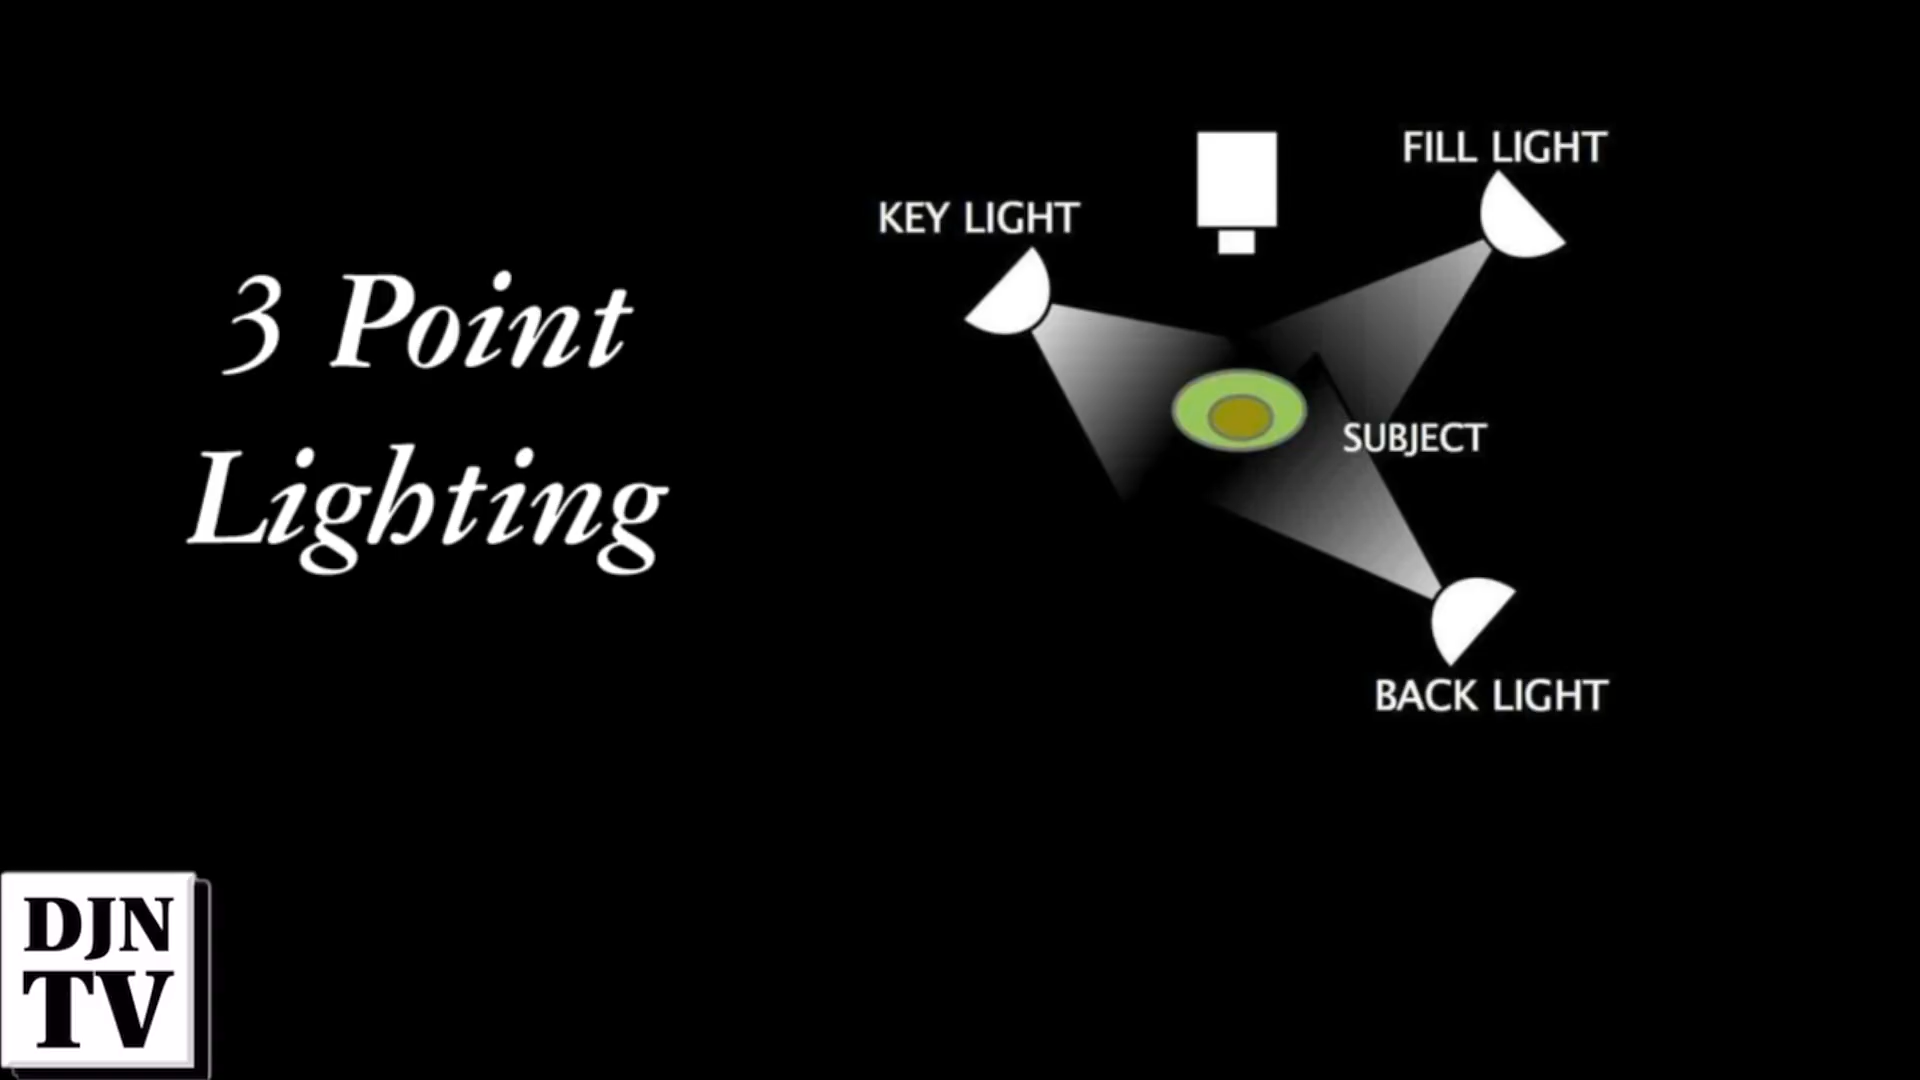 3 Point
Lighting
FILL LIGHT
KEY LIGHT
SUBJECT
BACK LIGHT
DJN
TV